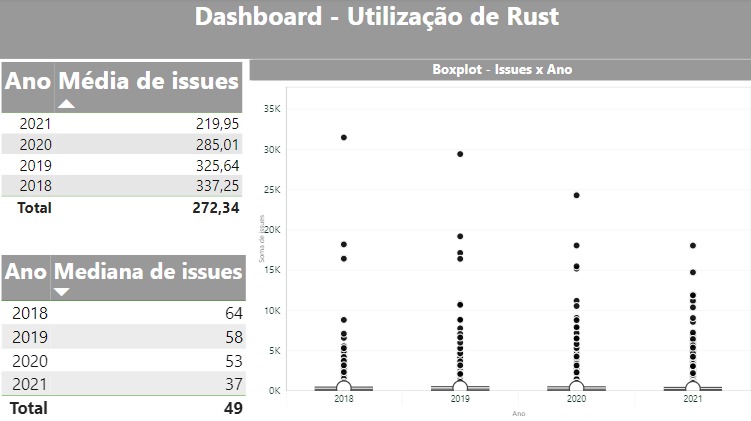 Dashboard - Utilização de Rust
Ano Média de issues
2021 219,95
2020 285,01
2019 325,64
2018 337,25
Total 272,34
Ano Mediana de issues
2018 64
2019 58
2020 53
2021 37
Total 49
Boxplot - Issues x Ano
Soma de issues
35K
30K
25K
20K
15K
10K
5K
0K
2018 2019 2020 2021
Ano